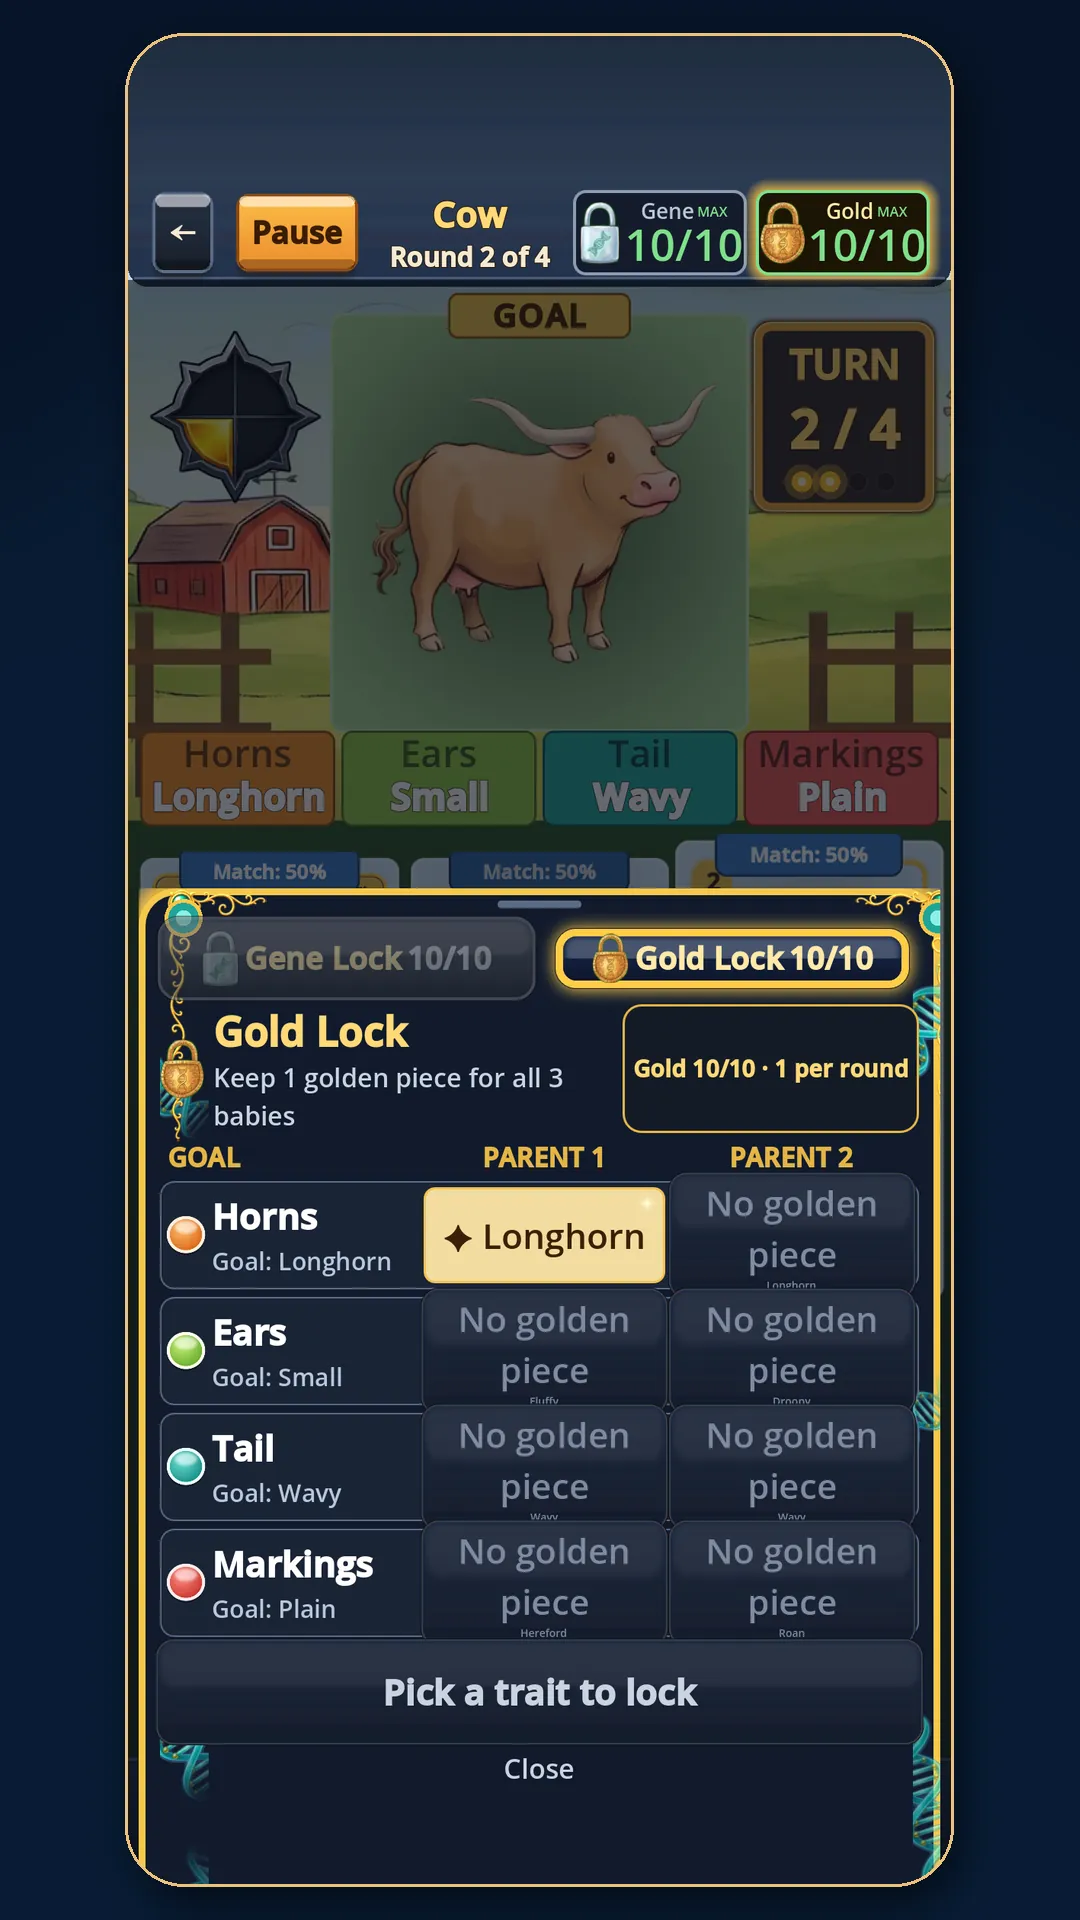 ←
Pause
Cow
Round 2 of 4
Gene MAX
10/10
Gold MAX
10/10
GOAL
TURN
2 / 4
Horns
Longhorn
Ears
Small
Tail
Wavy
Markings
Plain
Match: 50%
Match: 50%
Match: 50%
2
Gene Lock 10/10
Gold Lock 10/10
Gold Lock
Keep 1 golden piece for all 3
babies
Gold 10/10 · 1 per round
GOAL
PARENT 1
PARENT 2
Horns
Goal: Longhorn
✦ Longhorn
No golden
piece
Longhorn
Ears
Goal: Small
No golden
piece
Fluffy
No golden
piece
Droopy
Tail
Goal: Wavy
No golden
piece
Wavy
No golden
piece
Wavy
Markings
Goal: Plain
No golden
piece
Hereford
No golden
piece
Roan
Pick a trait to lock
Close